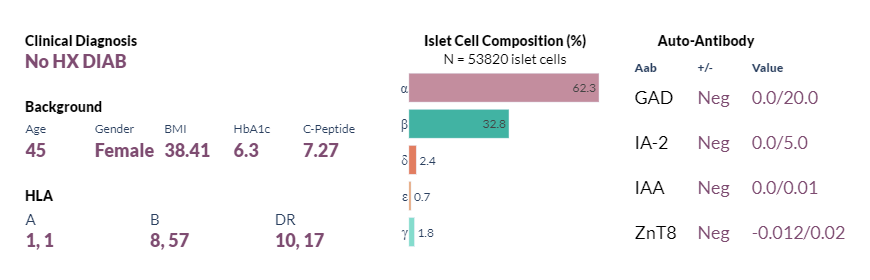 Clinical Diagnosis
No HX DIAB
Background
Age Gender BMI HbA1c C-Peptide
45 Female 38.41 6.3 7.27
HLA
A B DR
1, 1 8, 57 10, 17
Islet Cell Composition (%)
N = 53820 islet cells
α 62.3
β 32.8
δ 2.4
ε 0.7
γ 1.8
Auto-Antibody
Aab +/- Value
GAD Neg 0.0/20.0
IA-2 Neg 0.0/5.0
IAA Neg 0.0/0.01
ZnT8 Neg -0.012/0.02